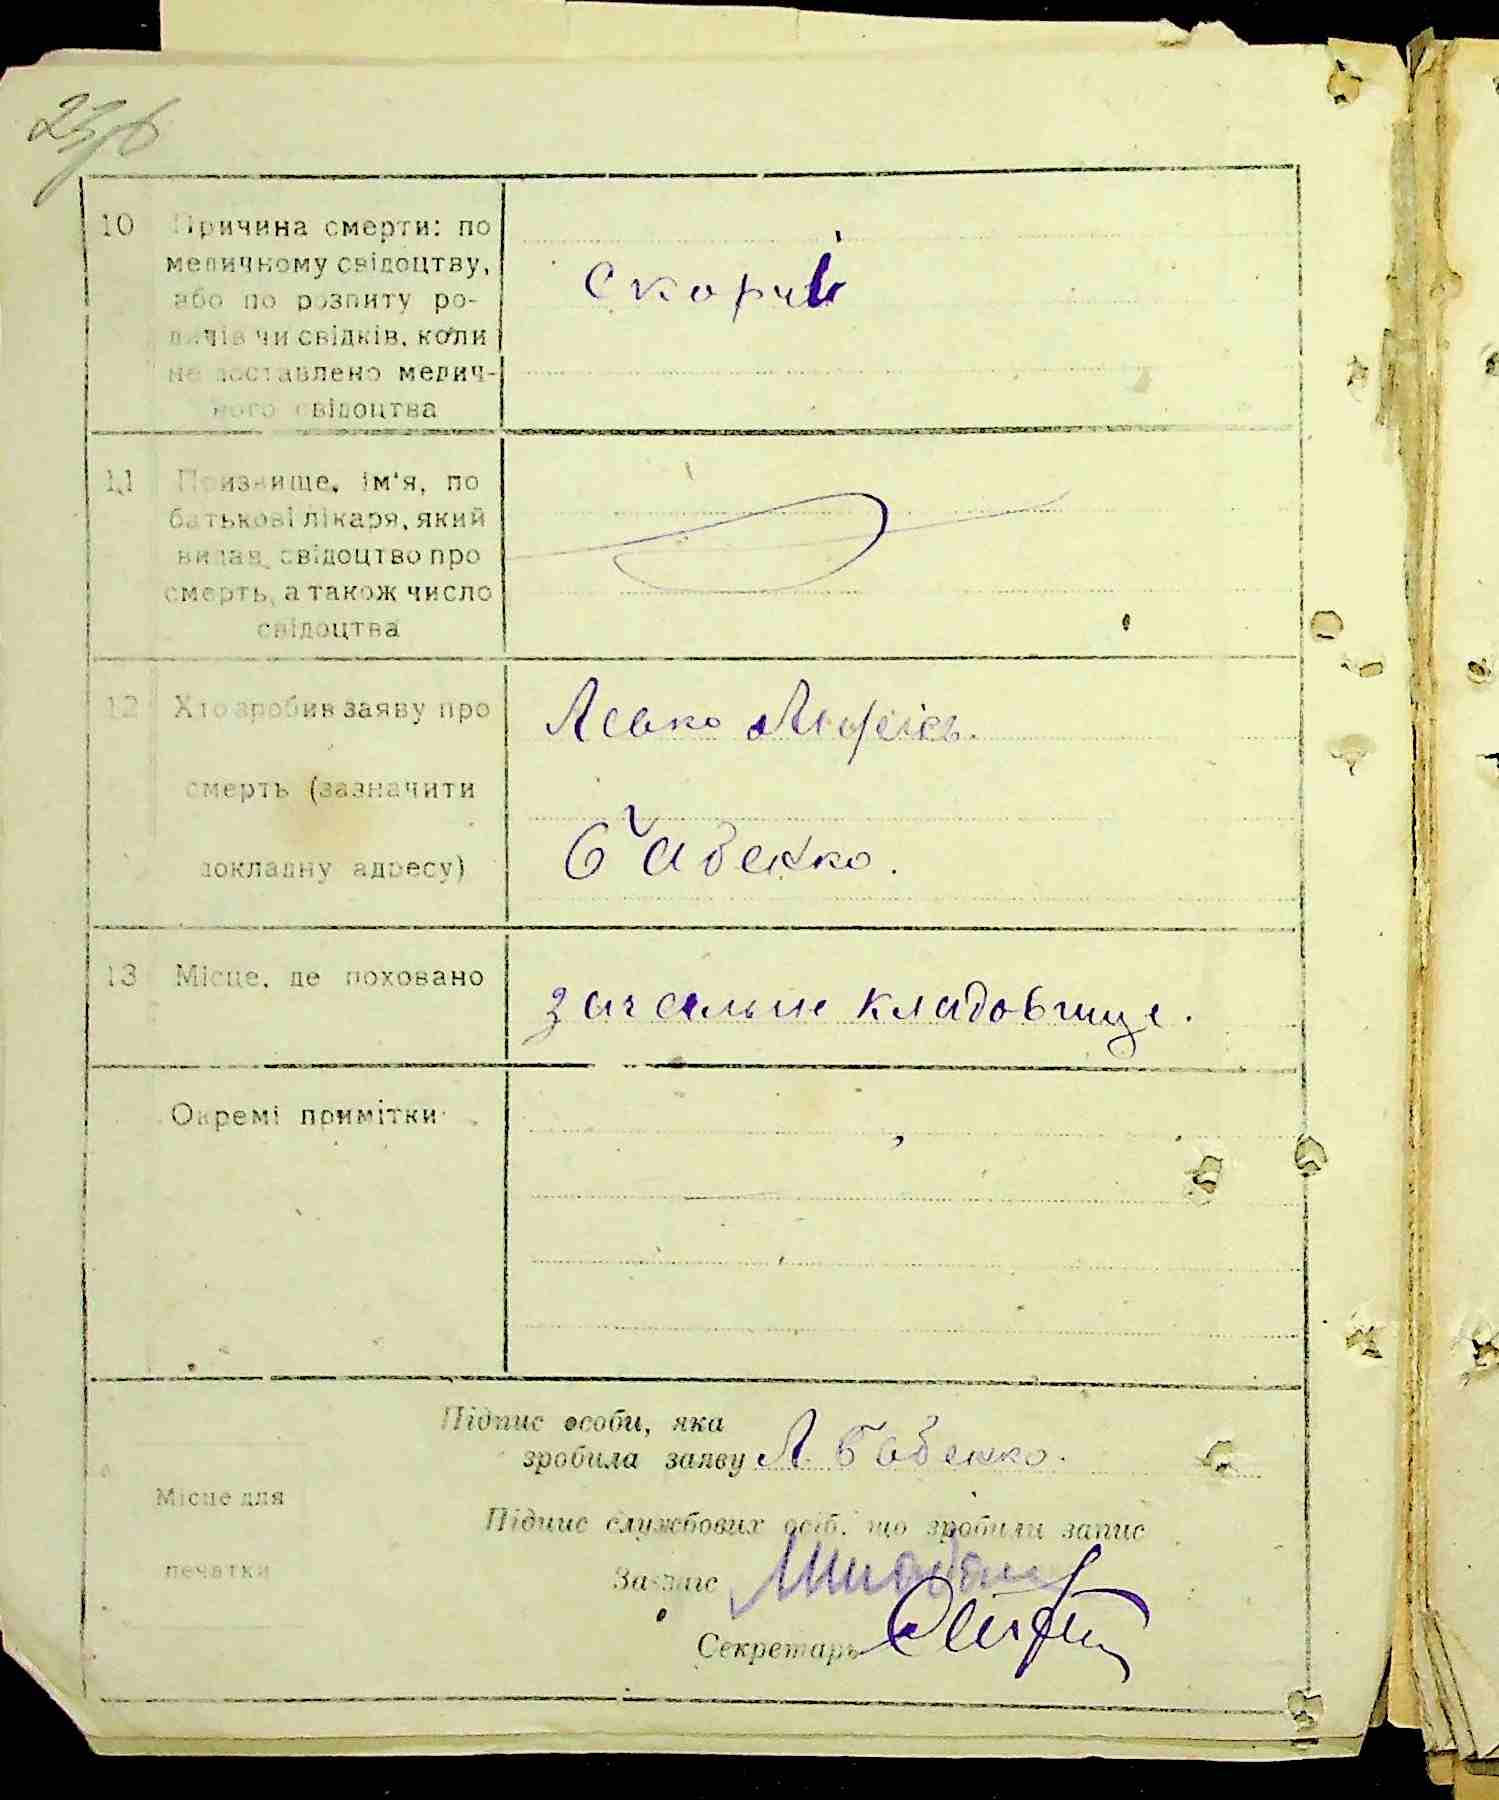 10 Причина смерти: по
медичному свідоцтву,
або по розпиту ро-
дичів чи свідків, коли
не доставлено медич-
ного свідоцтва
скорчі
11 Призвище, ім'я, по
батькові лікаря, який
видав свідоцтво про
смерть, а також число
свідоцтва
12 Хто зробив заяву про
смерть (зазначити
докладну адресу)
Левко
Бабенко.
13 Місце, де поховано
загальне кладовище.
Окремі примітки
Підпис особи, яка
зробила заяву Л. Бабенко.
Місце для
печатки
Підпис службових осіб, що зробили запис
Зав загс
Секретарь